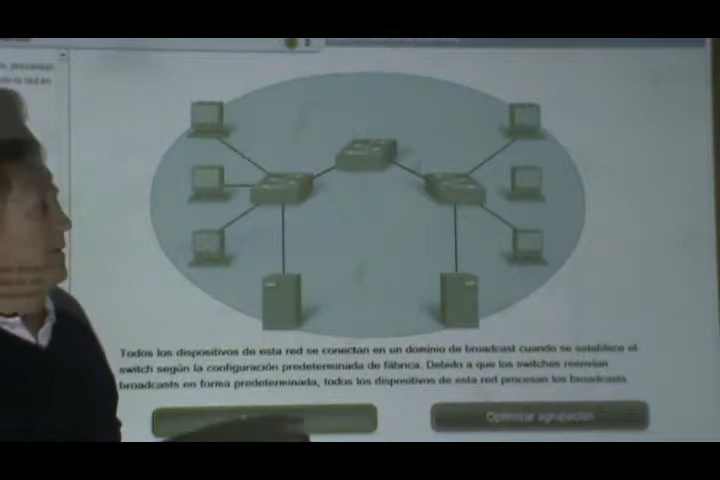 Todos los dispositivos de esta red se conectan en un dominio de broadcast cuando se establece el
switch según la configuración predeterminada de fábrica. Debido a que los switches reenvían
broadcasts en forma predeterminada, todos los dispositivos de esta red procesan los broadcasts.
Optimizar agrupación